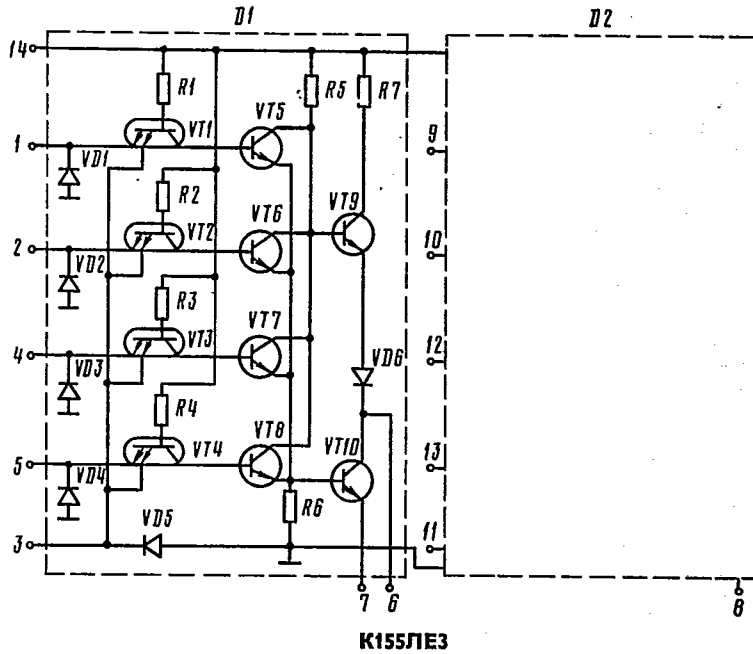 D1 D2
14
R1 R5 R7
1 VT1 VT5 9
VD1
R2
VT6 VT9
2 VT2 10
VD2
R3
VT7
4 VT3 12
VD3 VD6
R4
VT8 VT10
5 VT4 13
VD4
R6
VD5 11
3
7 6 8
К155ЛЕ3